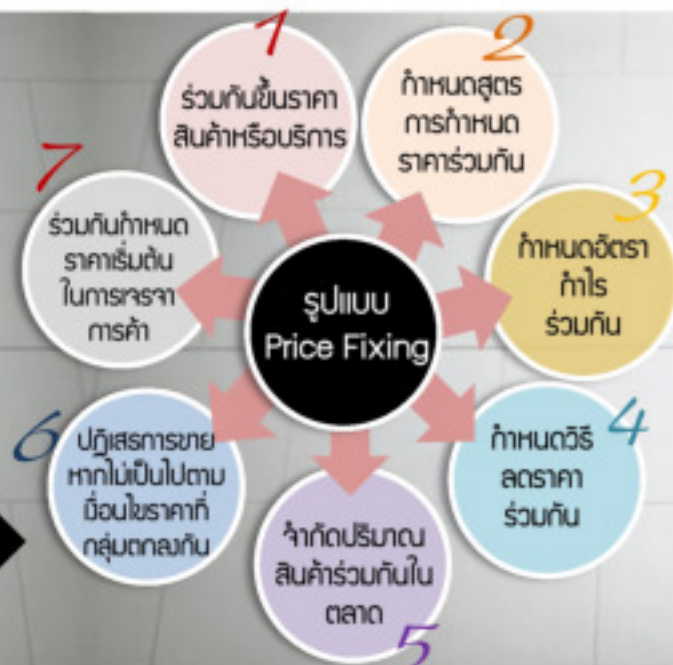 รูปแบบ
Price Fixing
1
ร่วมกันขึ้นราคา
สินค้าหรือบริการ
2
กำหนดสูตร
การกำหนด
ราคาร่วมกัน
3
กำหนดอัตรา
กำไร
ร่วมกัน
4
กำหนดวิธี
ลดราคา
ร่วมกัน
จำกัดปริมาณ
สินค้าร่วมกันใน
ตลาด
5
6
ปฏิเสธการขาย
หากไม่เป็นไปตาม
เงื่อนไขราคาที่
กลุ่มตกลงกัน
7
ร่วมกันกำหนด
ราคาเริ่มต้น
ในการเจรจา
การค้า